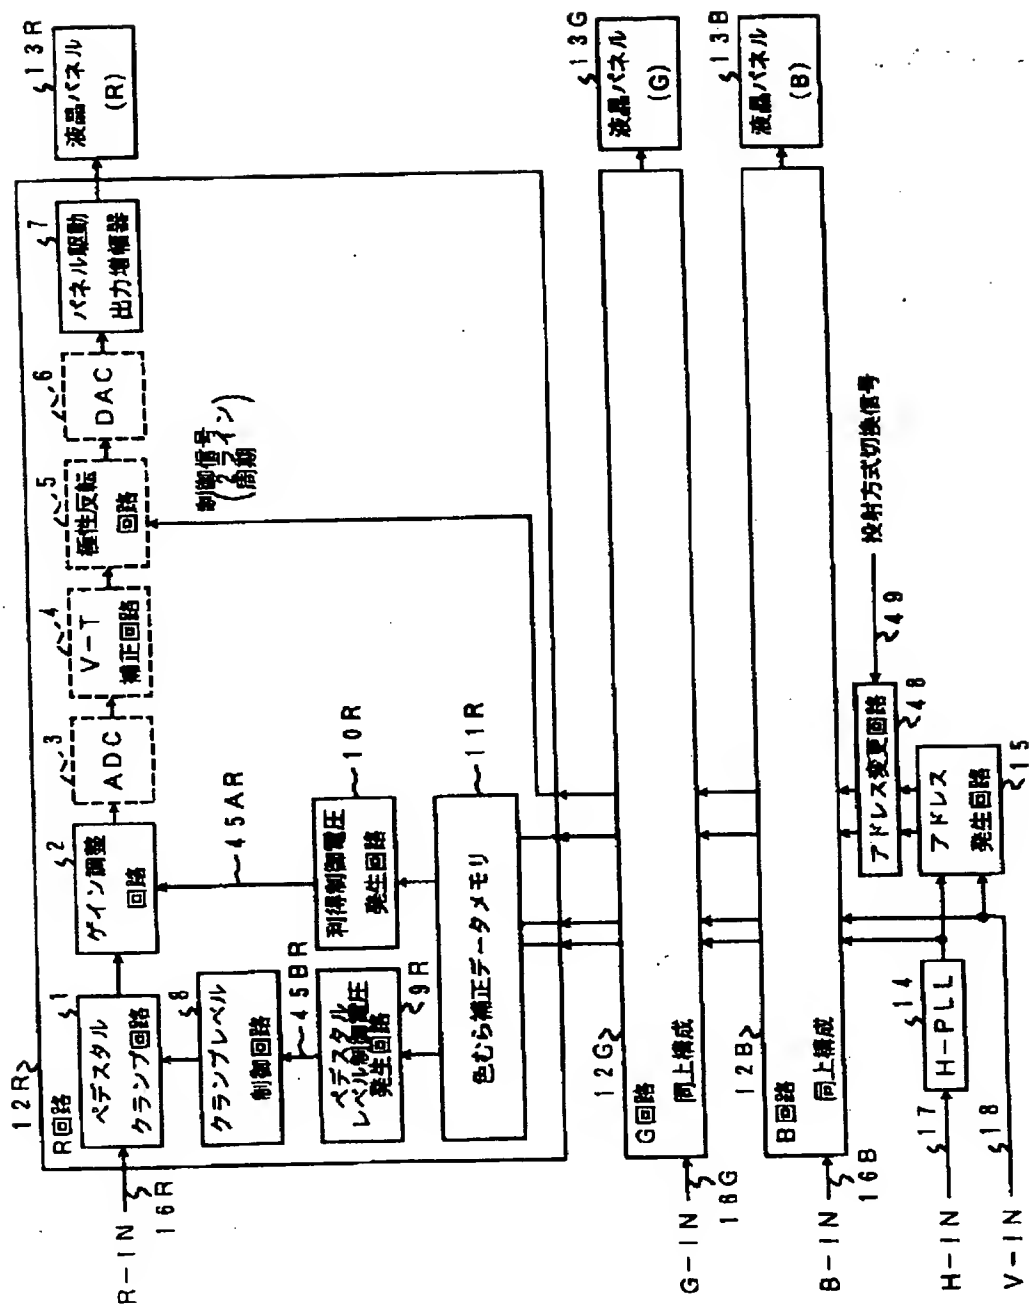 12R
R回路
R-IN
16R
ペデスタル
クランプ回路
1
ゲイン調整
回路
2
ADC
3
V-T
補正回路
4
極性反転
回路
5
DAC
6
パネル駆動
出力増幅器
7
液晶パネル
(R)
13R
クランプレベル
制御回路
8
45BR
ペデスタル
レベル制御電圧
発生回路
9R
45AR
利得制御電圧
発生回路
10R
制御信号
(2ライン
周期)
色むら補正データメモリ
11R
12G
G回路
同上構成
G-IN
16G
液晶パネル
(G)
13G
12B
B回路
同上構成
B-IN
16B
液晶パネル
(B)
13B
H-IN
17
H-PLL
14
V-IN
18
アドレス
発生回路
15
アドレス変更回路
48
49
投射方式切換信号